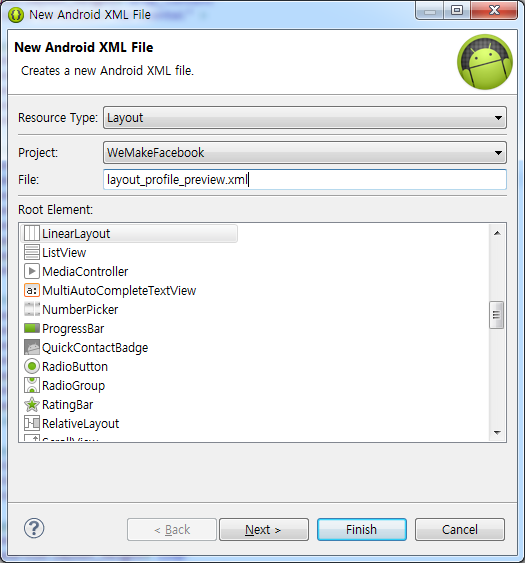 New Android XML File
New Android XML File
Creates a new Android XML file.
Resource Type: Layout
Project: WeMakeFacebook
File: layout_profile_preview.xml
Root Element:
LinearLayout
ListView
MediaController
a: MultiAutoCompleteTextView
NumberPicker
ProgressBar
QuickContactBadge
RadioButton
RadioGroup
RatingBar
RelativeLayout
ScrollView
? < Back Next > Finish Cancel